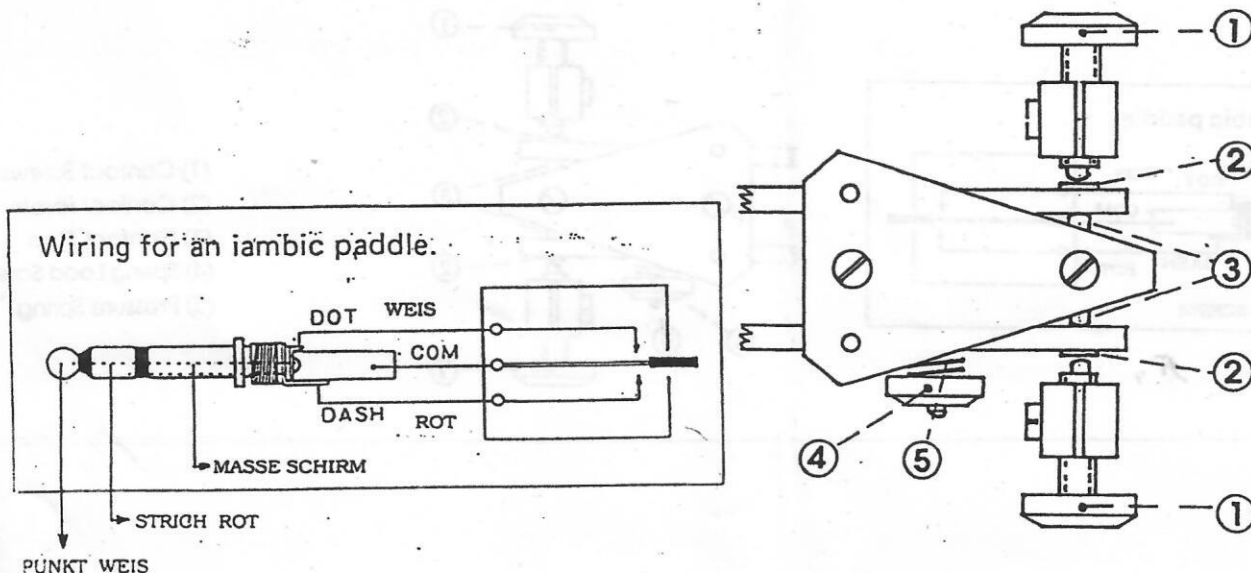 Wiring for an iambic paddle.
DOT WEIS
COM
DASH ROT
MASSE SCHIRM
STRICH ROT
PUNKT WEIS
1
2
3
2
4 5
1